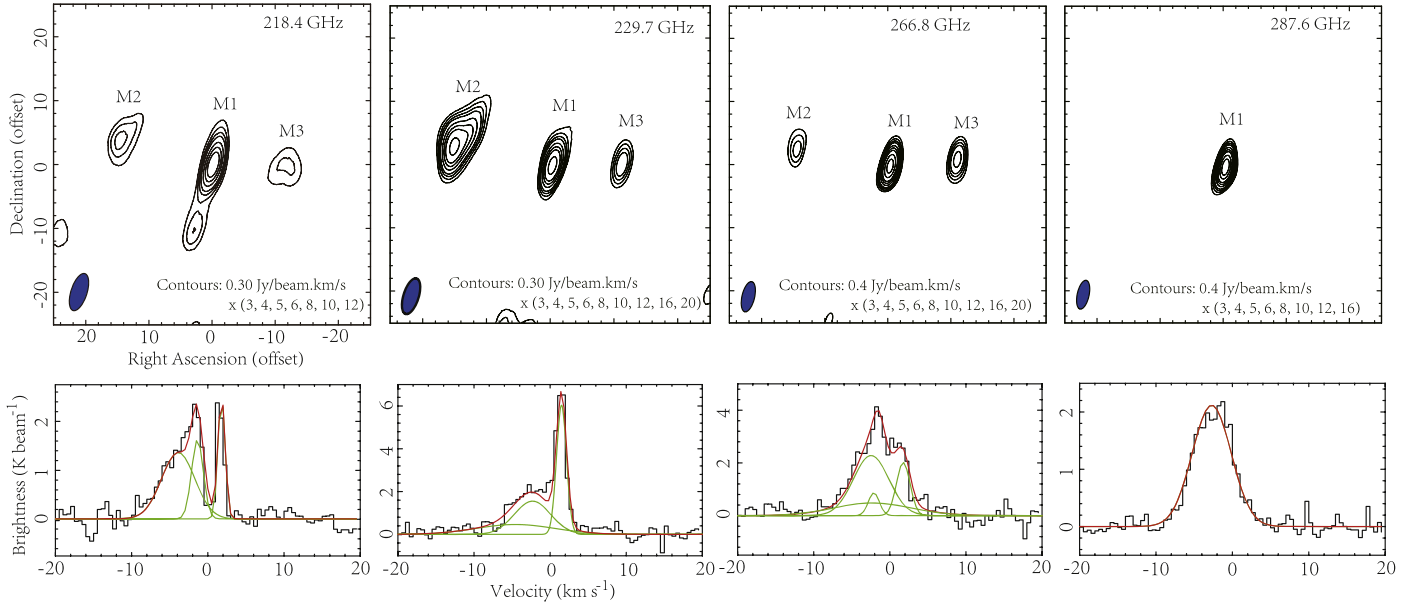 218.4 GHz
229.7 GHz
266.8 GHz
287.6 GHz
M2
M1
M3
M2
M1
M3
M2
M1
M3
M1
Declination (offset)
20
10
0
-10
-20
Contours: 0.30 Jy/beam.km/s
x (3, 4, 5, 6, 8, 10, 12)
Contours: 0.30 Jy/beam.km/s
x (3, 4, 5, 6, 8, 10, 12, 16, 20)
Contours: 0.4 Jy/beam.km/s
x (3, 4, 5, 6, 8, 10, 12, 16, 20)
Contours: 0.4 Jy/beam.km/s
x (3, 4, 5, 6, 8, 10, 12, 16)
20 10 0 -10 -20
Right Ascension (offset)
Brightness (K beam⁻¹)
2
1
0
6
4
2
0
4
2
0
2
1
0
-20 -10 0 10 20
-20 -10 0 10 20
-20 -10 0 10 20
-20 -10 0 10 20
Velocity (km s⁻¹)